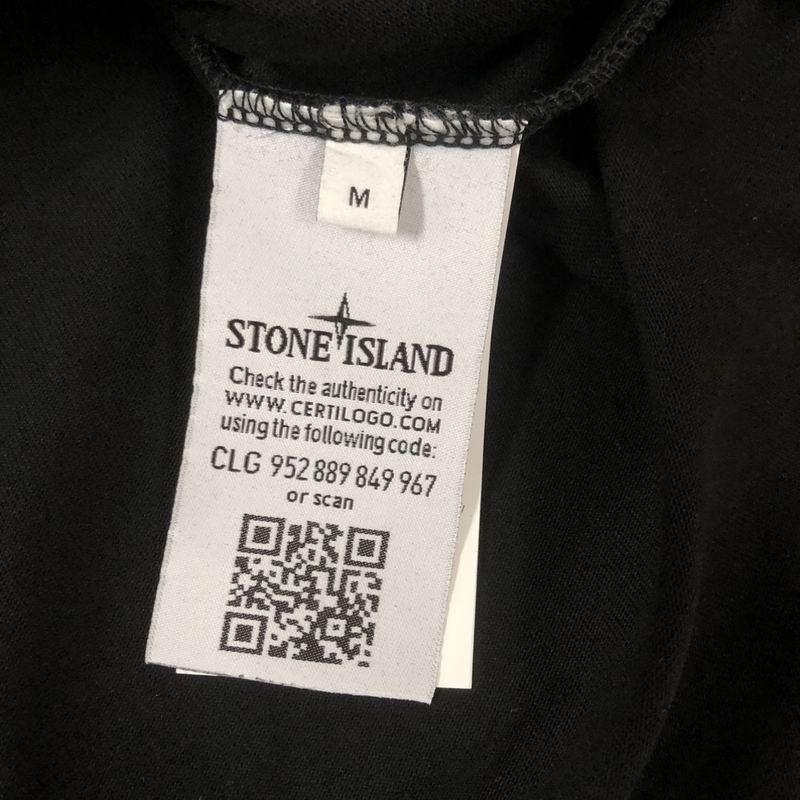 M
STONE ISLAND
Check the authenticity on
WWW.CERTILOGO.COM
using the following code:
CLG 952 889 849 967
or scan